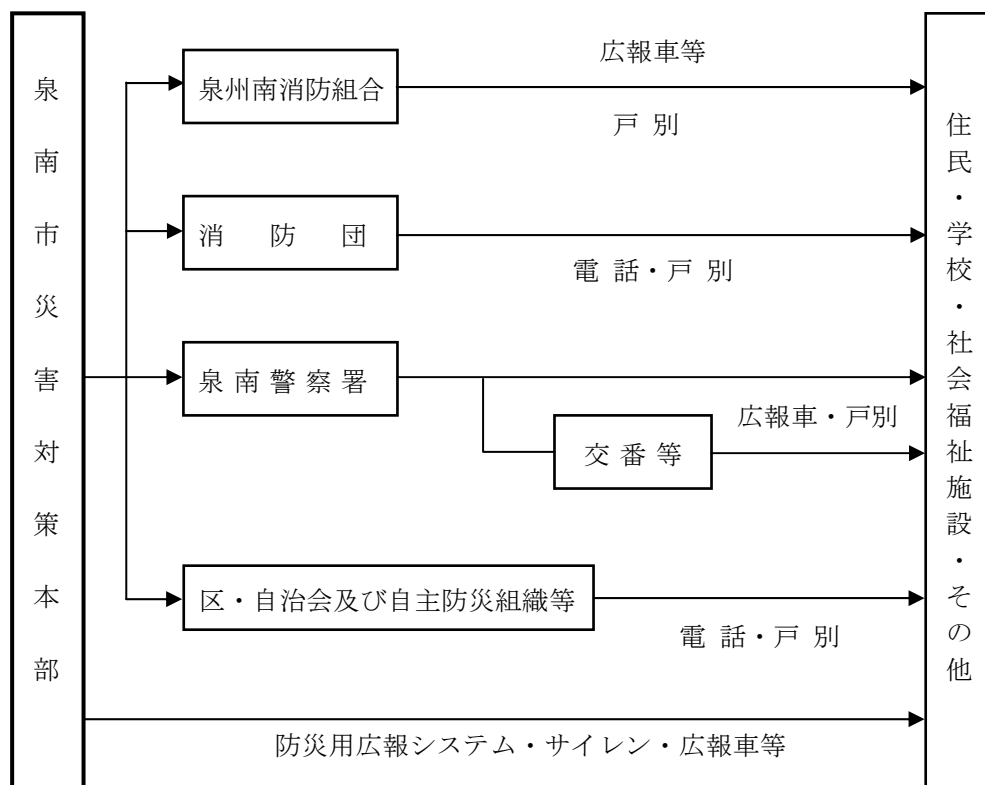 泉南市災害対策本部
泉州南消防組合
広報車等
戸 別
消 防 団
電 話・戸 別
泉 南 警 察 署
広報車・戸別
交 番 等
区・自治会及び自主防災組織等
電 話・戸 別
防災用広報システム・サイレン・広報車等
住民・学校・社会福祉施設・その他